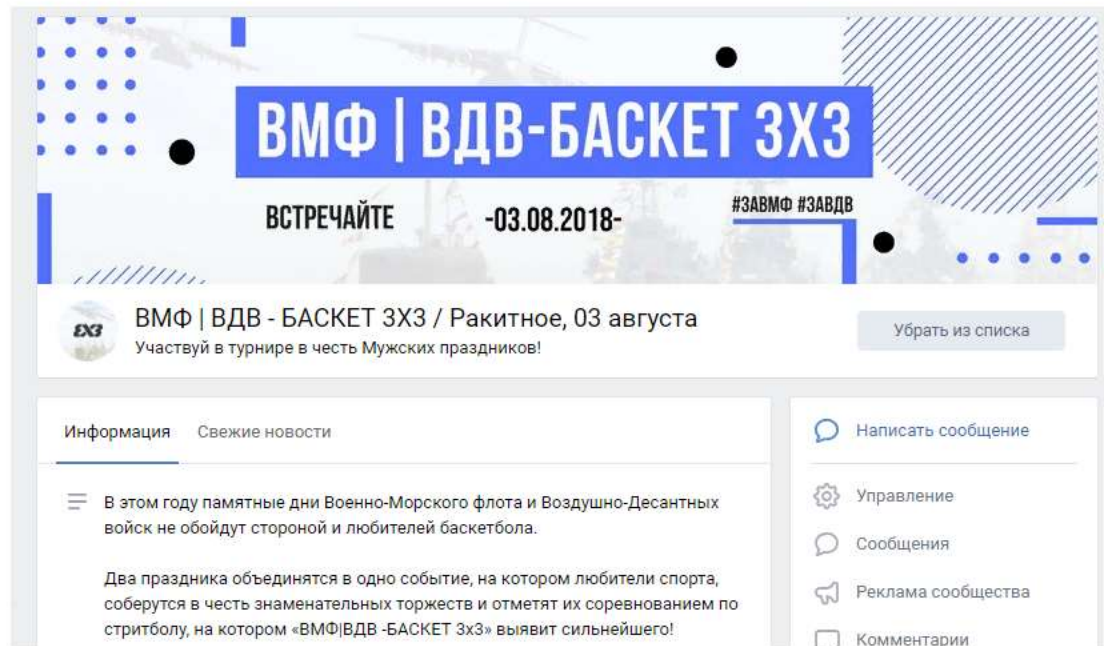 ВМФ | ВДВ-БАСКЕТ 3Х3
ВСТРЕЧАЙТЕ
-03.08.2018-
#ЗАВМФ #ЗАВДВ
3X3
ВМФ | ВДВ - БАСКЕТ 3X3 / Ракитное, 03 августа
Участвуй в турнире в честь Мужских праздников!
Убрать из списка
Информация
Свежие новости
В этом году памятные дни Военно-Морского флота и Воздушно-Десантных
войск не обойдут стороной и любителей баскетбола.
Два праздника объединятся в одно событие, на котором любители спорта,
соберутся в честь знаменательных торжеств и отметят их соревнованием по
стритболу, на котором «ВМФ|ВДВ -БАСКЕТ 3х3» выявит сильнейшего!
Написать сообщение
Управление
Сообщения
Реклама сообщества
Комментарии